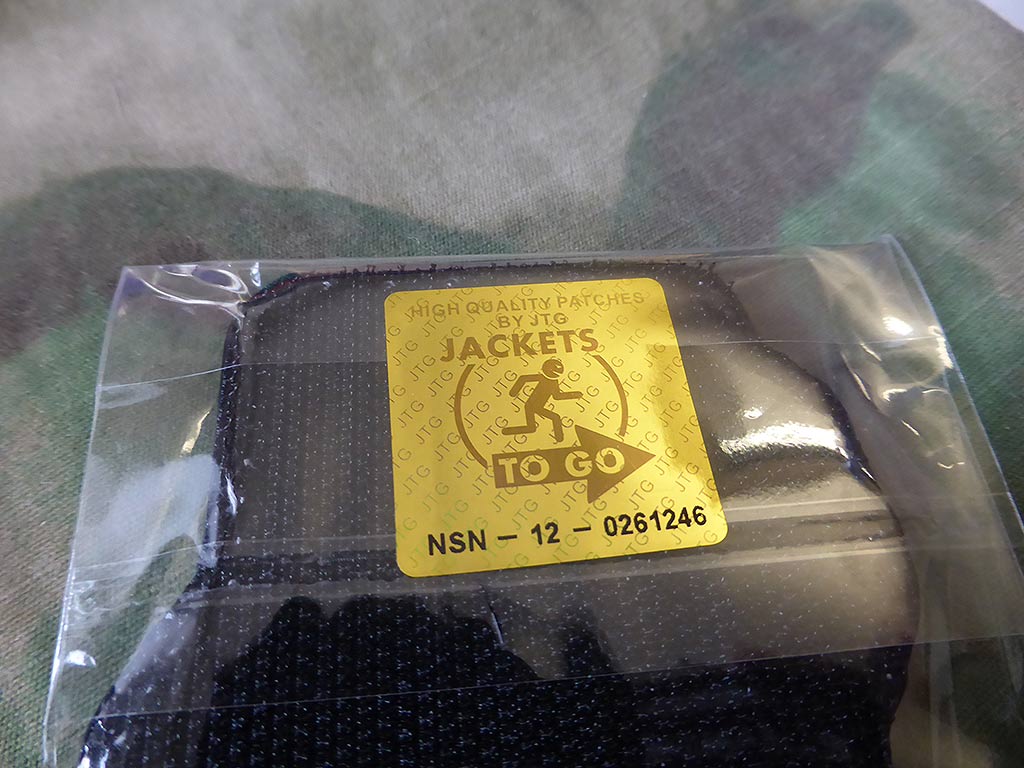 HIGH QUALITY PATCHES
BY JTG
JACKETS
TO GO
NSN – 12 – 0261246